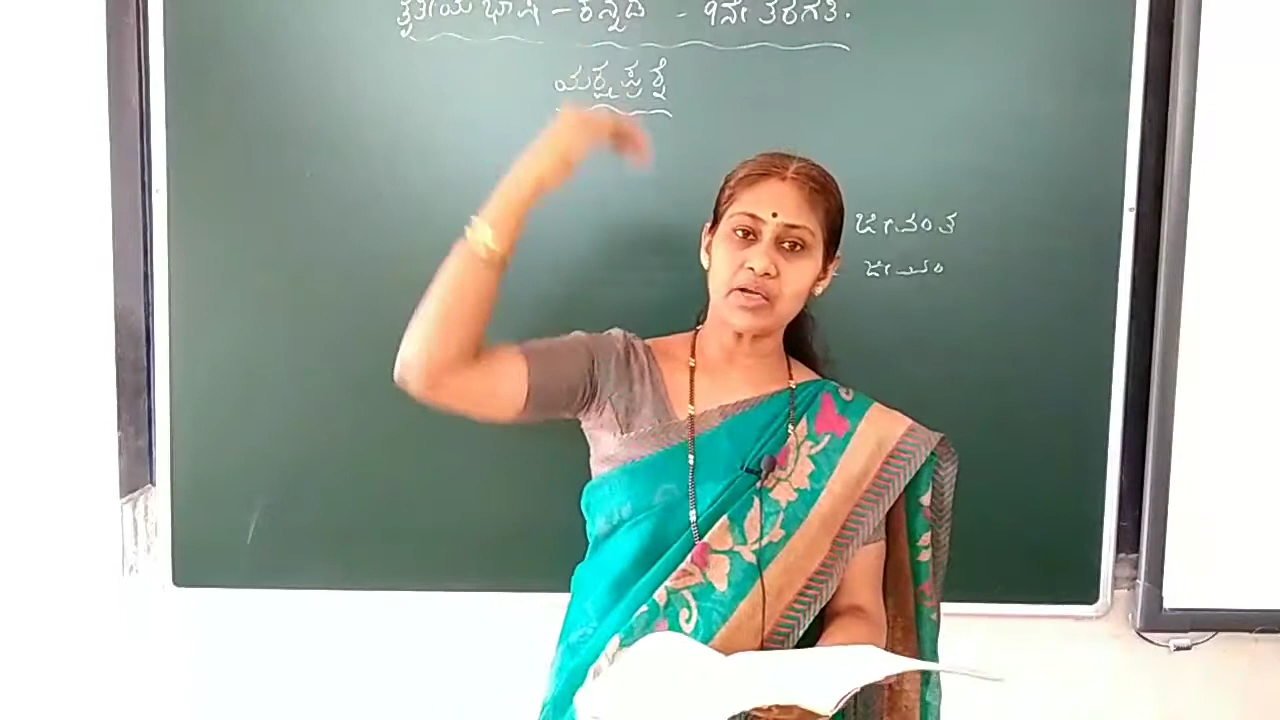 ತೃತೀಯ ಭಾಷೆ - ಕನ್ನಡ - 9ನೇ ತರಗತಿ.
ಯಕ್ಷಪ್ರಶ್ನೆ
ಜೀವಂತ